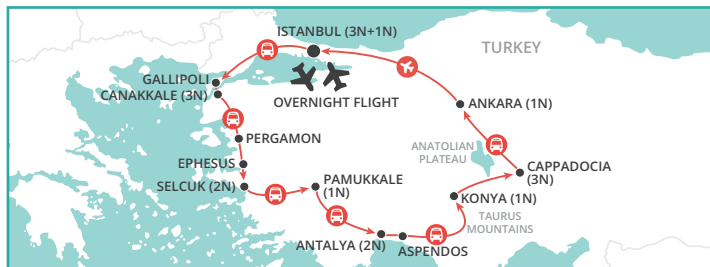 ISTANBUL (3N+1N)
TURKEY
GALLIPOLI
CANAKKALE (3N)
OVERNIGHT FLIGHT
ANKARA (1N)
PERGAMON
ANATOLIAN
PLATEAU
EPHESUS
CAPPADOCIA
(3N)
SELCUK (2N)
PAMUKKALE
(1N)
KONYA (1N)
TAURUS
MOUNTAINS
ANTALYA (2N)
ASPENDOS